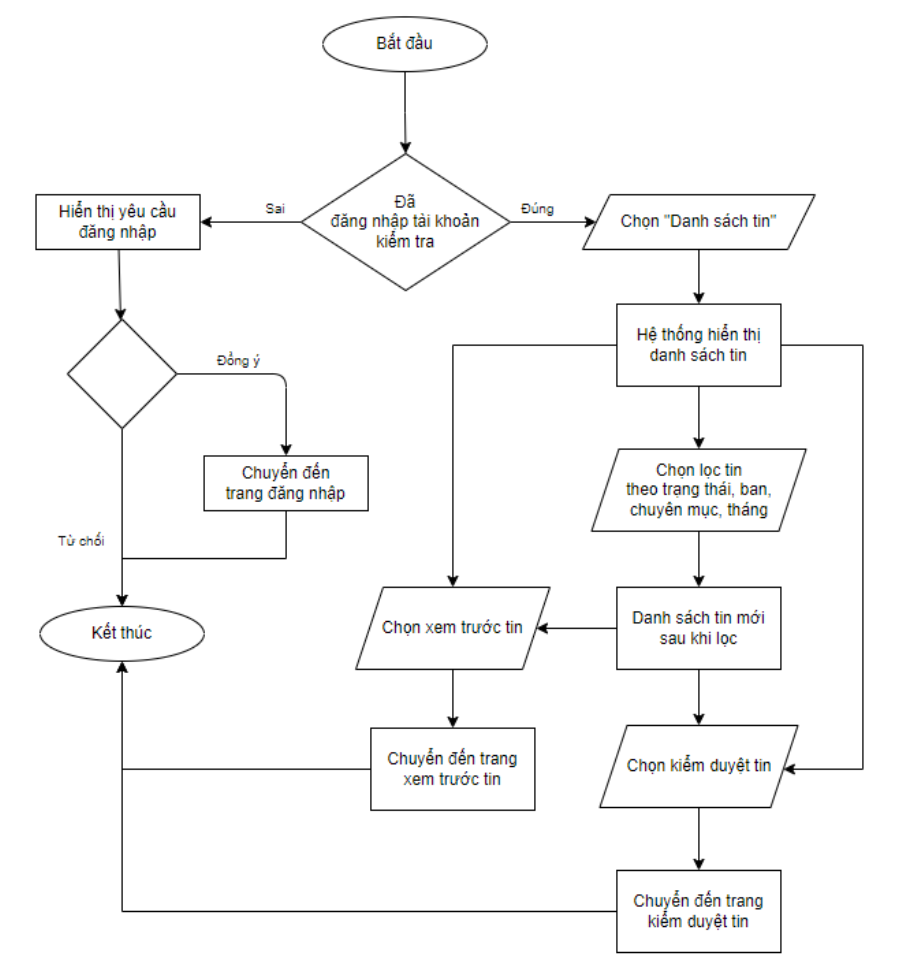 Bắt đầu
Đã
đăng nhập tài khoản
kiểm tra
Sai
Đúng
Hiển thị yêu cầu
đăng nhập
Chọn "Danh sách tin"
Hệ thống hiển thị
danh sách tin
Đồng ý
Chuyển đến
trang đăng nhập
Chọn lọc tin
theo trạng thái, ban,
chuyên mục, tháng
Từ chối
Kết thúc
Chọn xem trước tin
Danh sách tin mới
sau khi lọc
Chuyển đến trang
xem trước tin
Chọn kiểm duyệt tin
Chuyển đến trang
kiểm duyệt tin